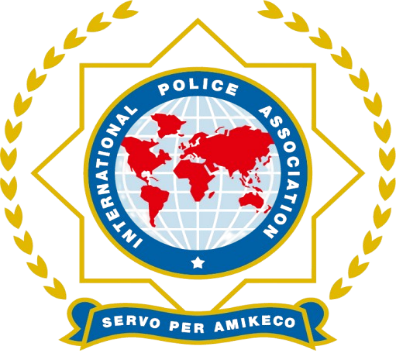 INTERNATIONAL POLICE ASSOCIATION
SERVO PER AMIKECO